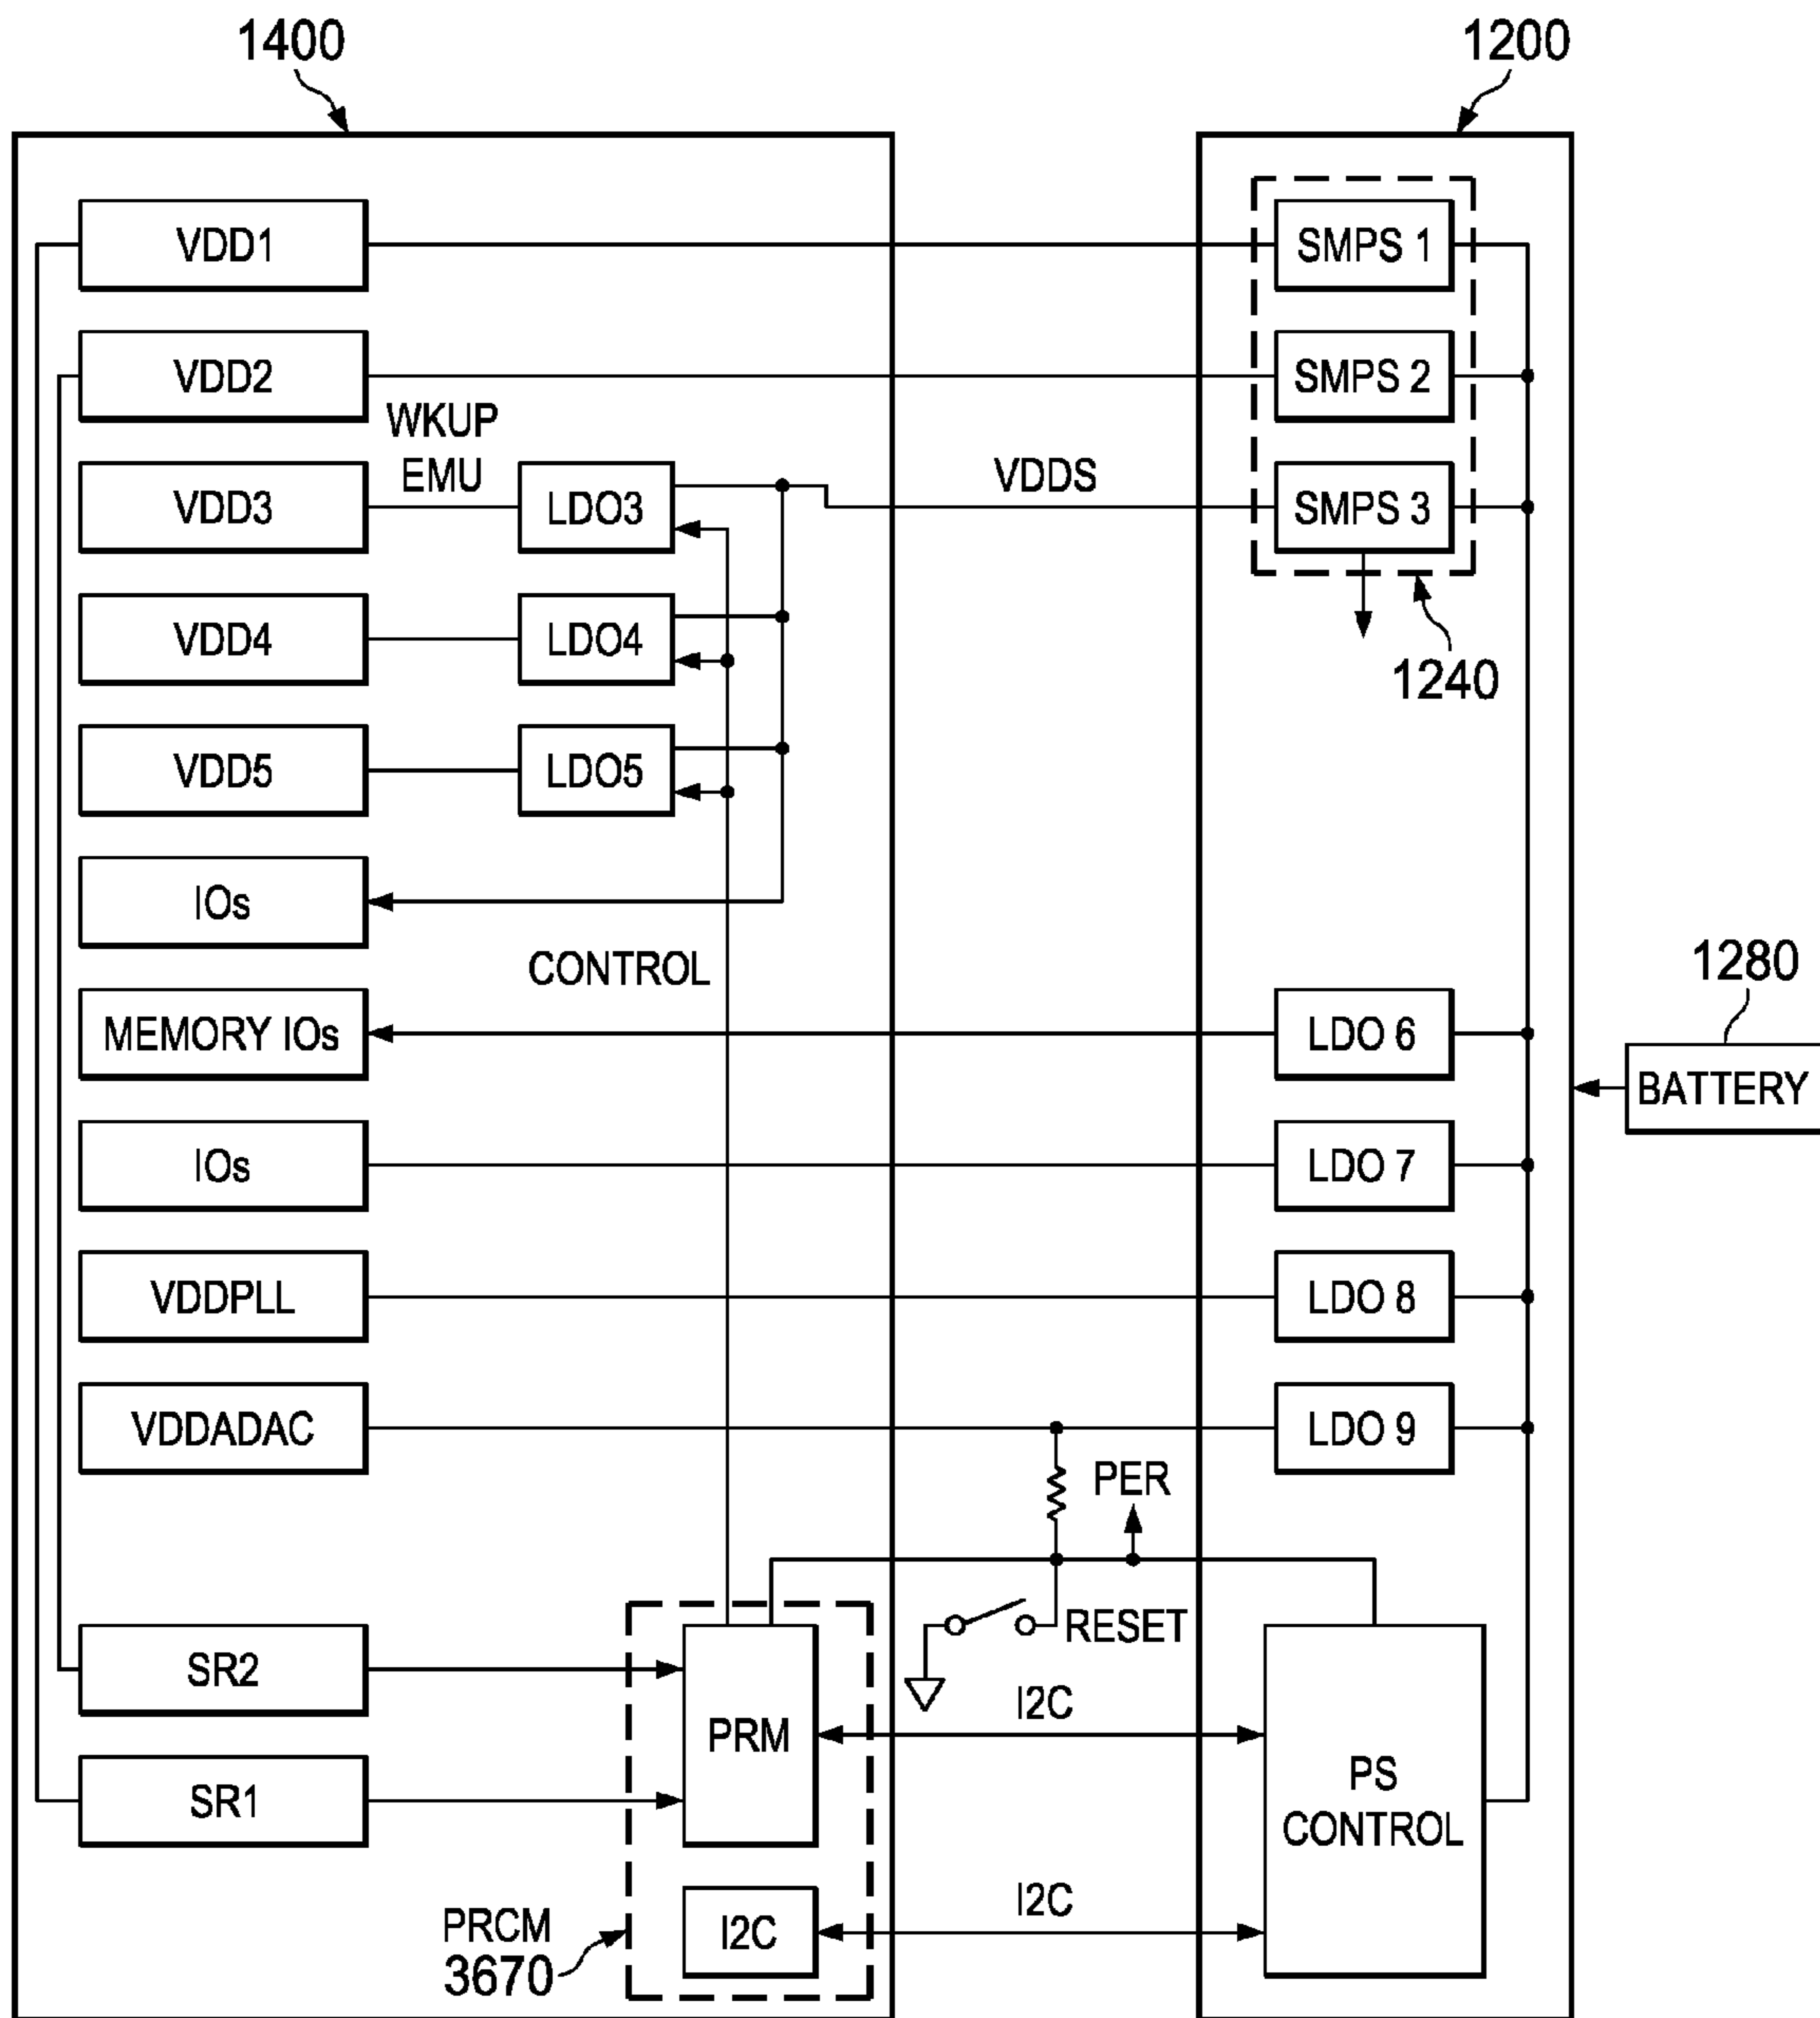 1400
1200
VDD1
SMPS 1
VDD2
SMPS 2
WKUP
EMU
VDD3
LDO3
VDDS
SMPS 3
VDD4
LDO4
1240
VDD5
LDO5
IOs
CONTROL
1280
MEMORY IOs
LDO 6
BATTERY
IOs
LDO 7
VDDPLL
LDO 8
VDDADAC
LDO 9
PER
RESET
SR2
PRM
I2C
SR1
PS
CONTROL
I2C
I2C
PRCM
3670